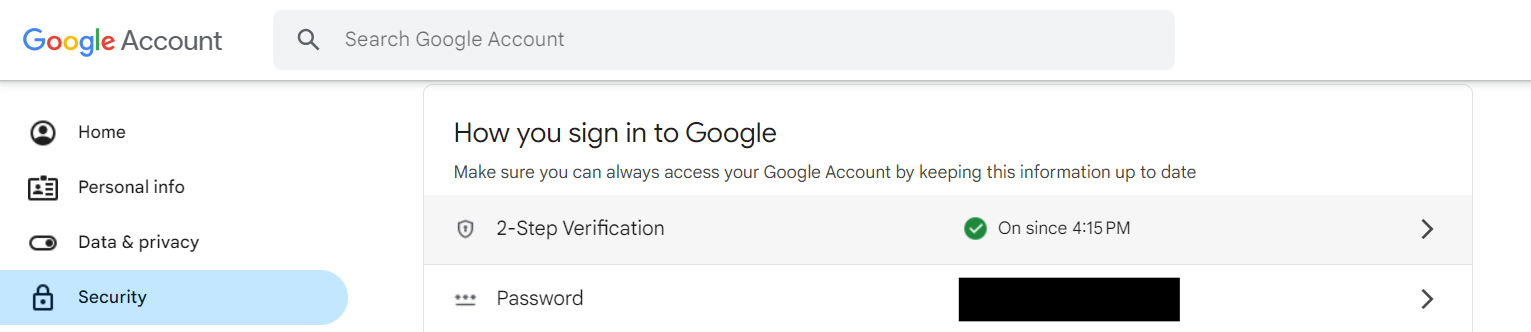 Google Account
Search Google Account
Home
Personal info
Data & privacy
Security
How you sign in to Google
Make sure you can always access your Google Account by keeping this information up to date
2-Step Verification
On since 4:15 PM
Password